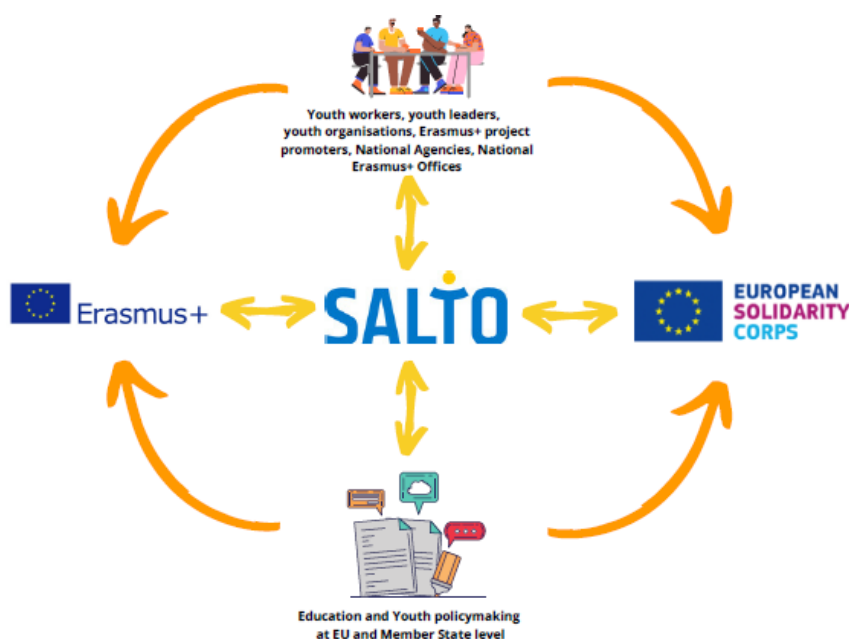 Youth workers, youth leaders,
youth organisations, Erasmus+ project
promoters, National Agencies, National
Erasmus+ Offices
Erasmus+
SALTO
EUROPEAN
SOLIDARITY
CORPS
Education and Youth policymaking
at EU and Member State level